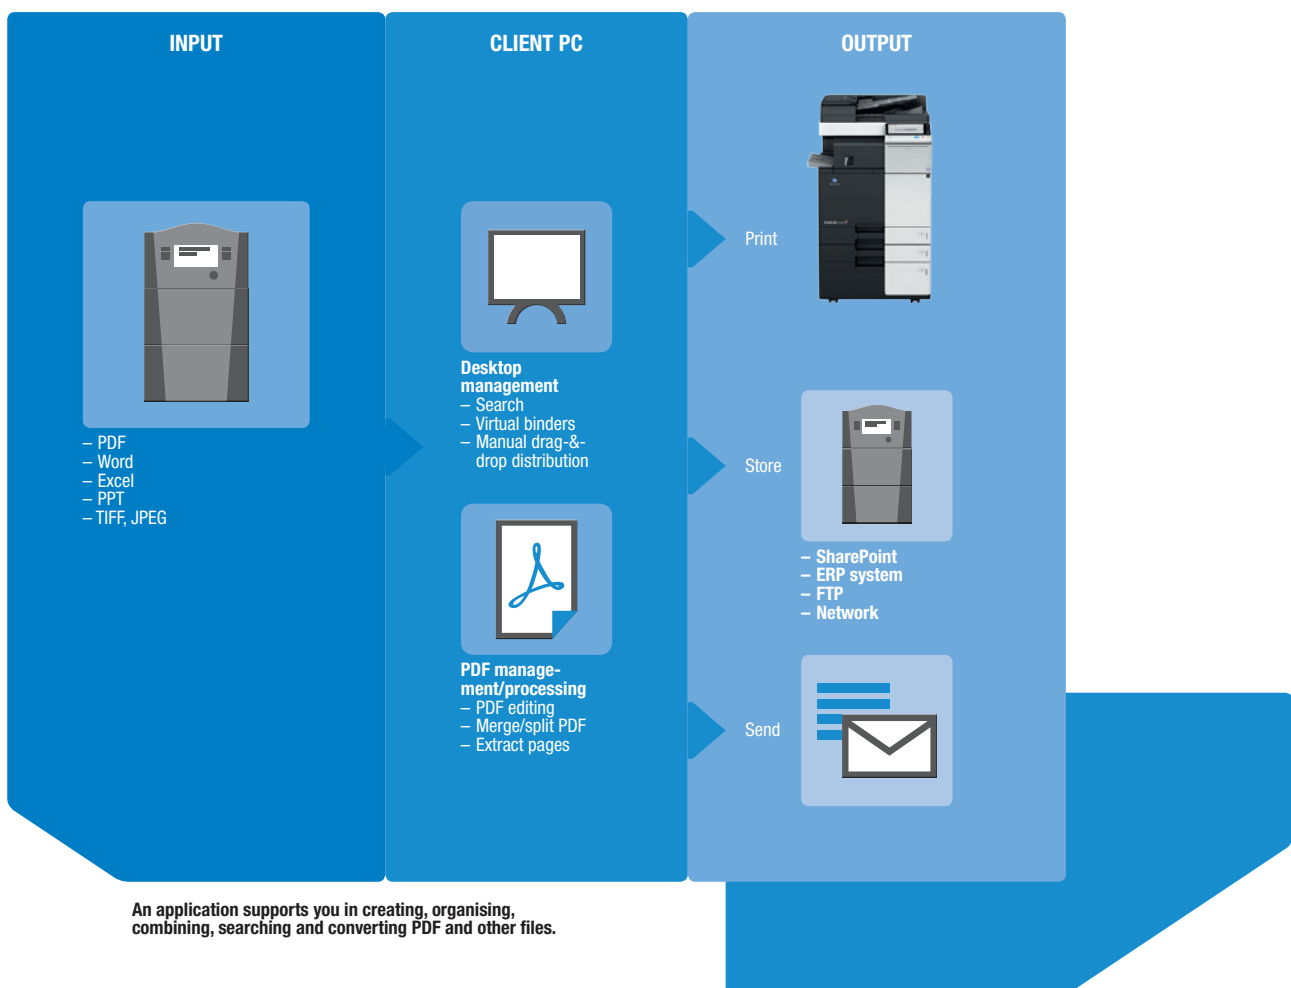 INPUT
CLIENT PC
OUTPUT
– PDF
– Word
– Excel
– PPT
– TIFF, JPEG
Desktop
management
– Search
– Virtual binders
– Manual drag-&-
drop distribution
PDF manage-
ment/processing
– PDF editing
– Merge/split PDF
– Extract pages
Print
Store
– SharePoint
– ERP system
– FTP
– Network
Send
An application supports you in creating, organising,
combining, searching and converting PDF and other files.